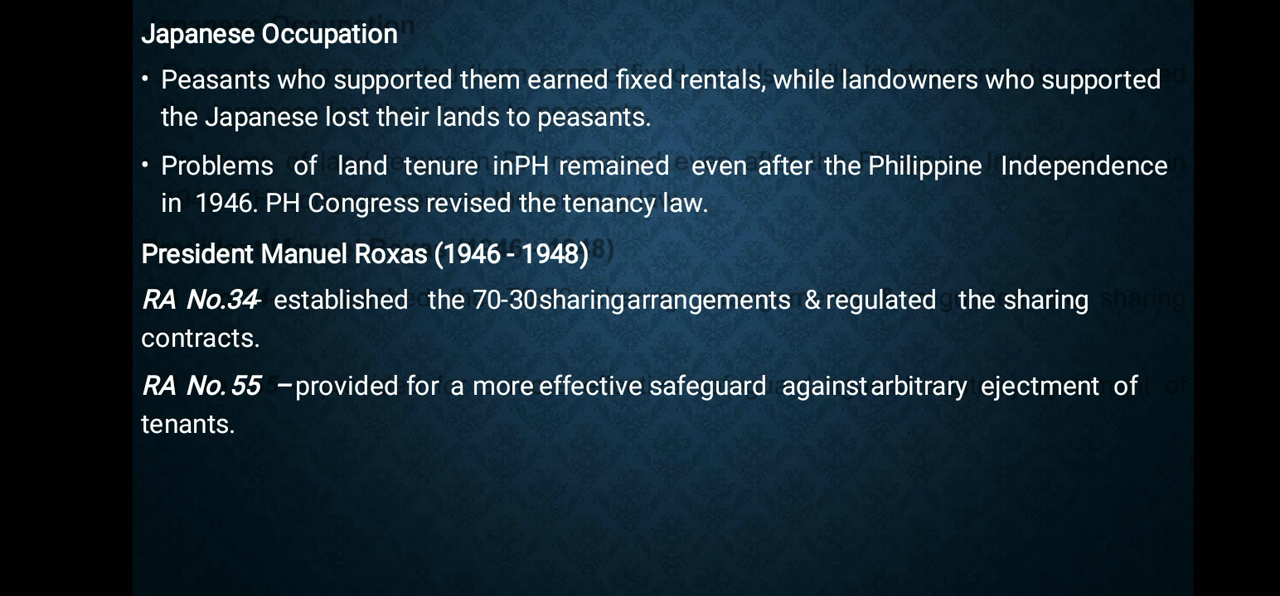 Japanese Occupation
• Peasants who supported them earned fixed rentals, while landowners who supported
the Japanese lost their lands to peasants.
• Problems of land tenure inPH remained even after the Philippine Independence
in 1946. PH Congress revised the tenancy law.
President Manuel Roxas (1946 - 1948)
RA No.34- established the 70-30sharingarrangements & regulated the sharing
contracts.
RA No. 55 –provided for a more effective safeguard againstarbitrary ejectment of
tenants.